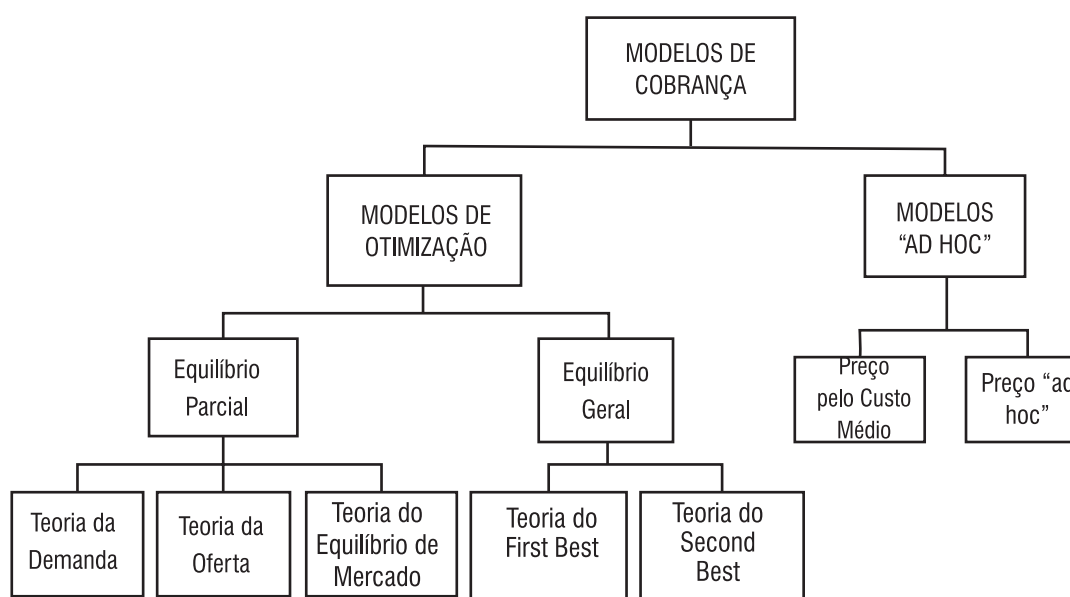 MODELOS DE
COBRANÇA
MODELOS DE
OTIMIZAÇÃO
MODELOS
“AD HOC”
Equilíbrio
Parcial
Equilíbrio
Geral
Preço
pelo Custo
Médio
Preço “ad
hoc”
Teoria da
Demanda
Teoria da
Oferta
Teoria do
Equilíbrio de
Mercado
Teoria do
First Best
Teoria do
Second
Best